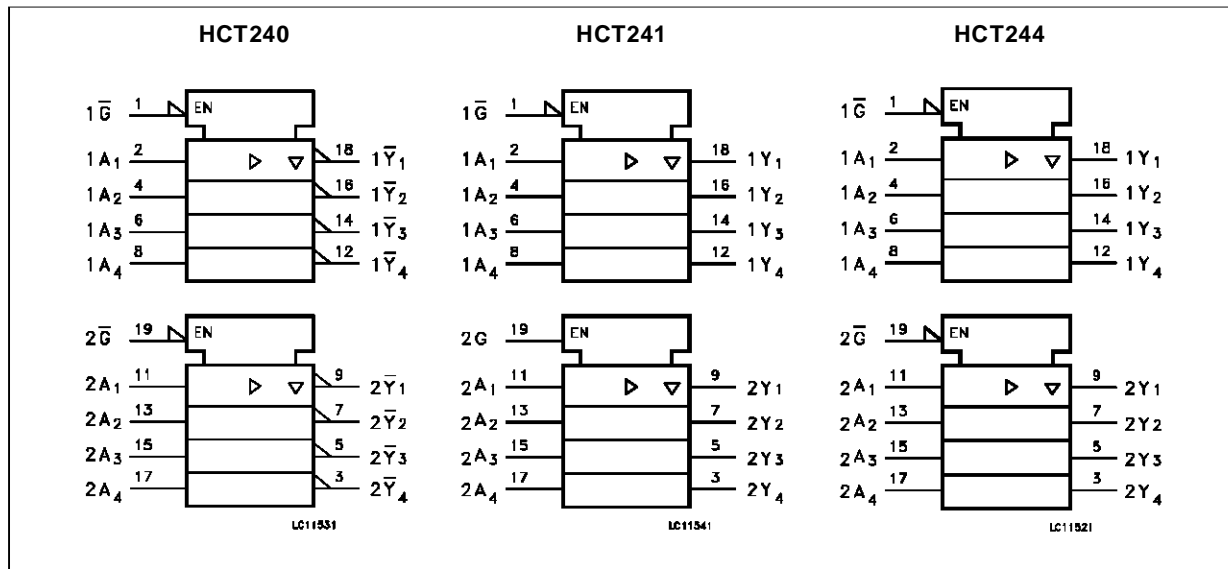 HCT240 HCT241 HCT244
1G̅ 1 EN 1G̅ 1 EN 1G̅ 1 EN
1A1 2 18 1Y̅1 1A1 2 18 1Y1 1A1 2 18 1Y1
1A2 4 16 1Y̅2 1A2 4 16 1Y2 1A2 4 16 1Y2
1A3 6 14 1Y̅3 1A3 6 14 1Y3 1A3 6 14 1Y3
1A4 8 12 1Y̅4 1A4 8 12 1Y4 1A4 8 12 1Y4
2G̅ 19 EN 2G 19 EN 2G̅ 19 EN
2A1 11 9 2Y̅1 2A1 11 9 2Y1 2A1 11 9 2Y1
2A2 13 7 2Y̅2 2A2 13 7 2Y2 2A2 13 7 2Y2
2A3 15 5 2Y̅3 2A3 15 5 2Y3 2A3 15 5 2Y3
2A4 17 3 2Y̅4 2A4 17 3 2Y4 2A4 17 3 2Y4
LC11531 LC11541 LC11521